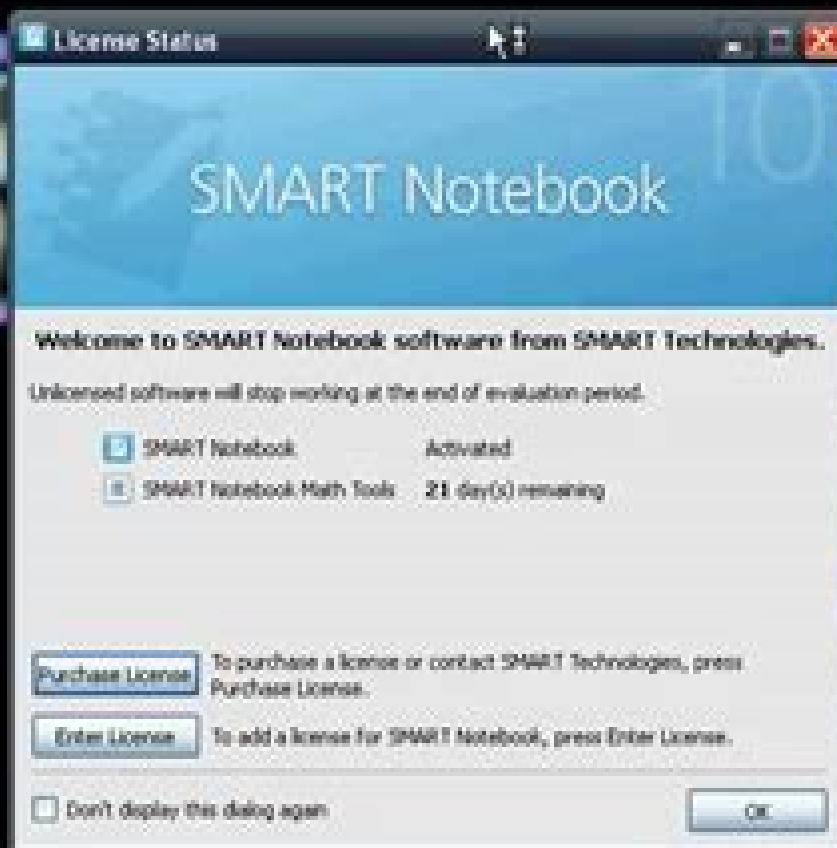 License Status
10
SMART Notebook
Welcome to SMART Notebook software from SMART Technologies.
Unlicensed software will stop working at the end of evaluation period.
SMART Notebook Activated
SMART Notebook Math Tools 21 day(s) remaining
Purchase License To purchase a license or contact SMART Technologies, press
Purchase License.
Enter License To add a license for SMART Notebook, press Enter License.
Don't display this dialog again
OK